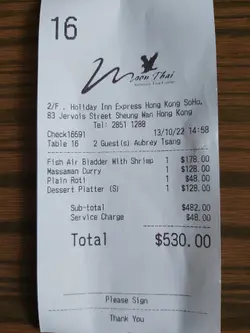 16
Moon Thai
2/F., Holiday Inn Express Hong Kong SoHo,
83 Jervois Street Sheung Wan Hong Kong
Tel: 2851 1288
Check16591 13/10/22 14:58
Table 16 2 Guest(s) Aubrey Tsang
Fish Air Bladder With Shrimp 1 $178.00
Massaman Curry 1 $128.00
Plain Roti 1 $48.00
Dessert Platter (S) 1 $128.00
Sub-total $482.00
Service Charge $48.00
Total $530.00
Please Sign
Thank You